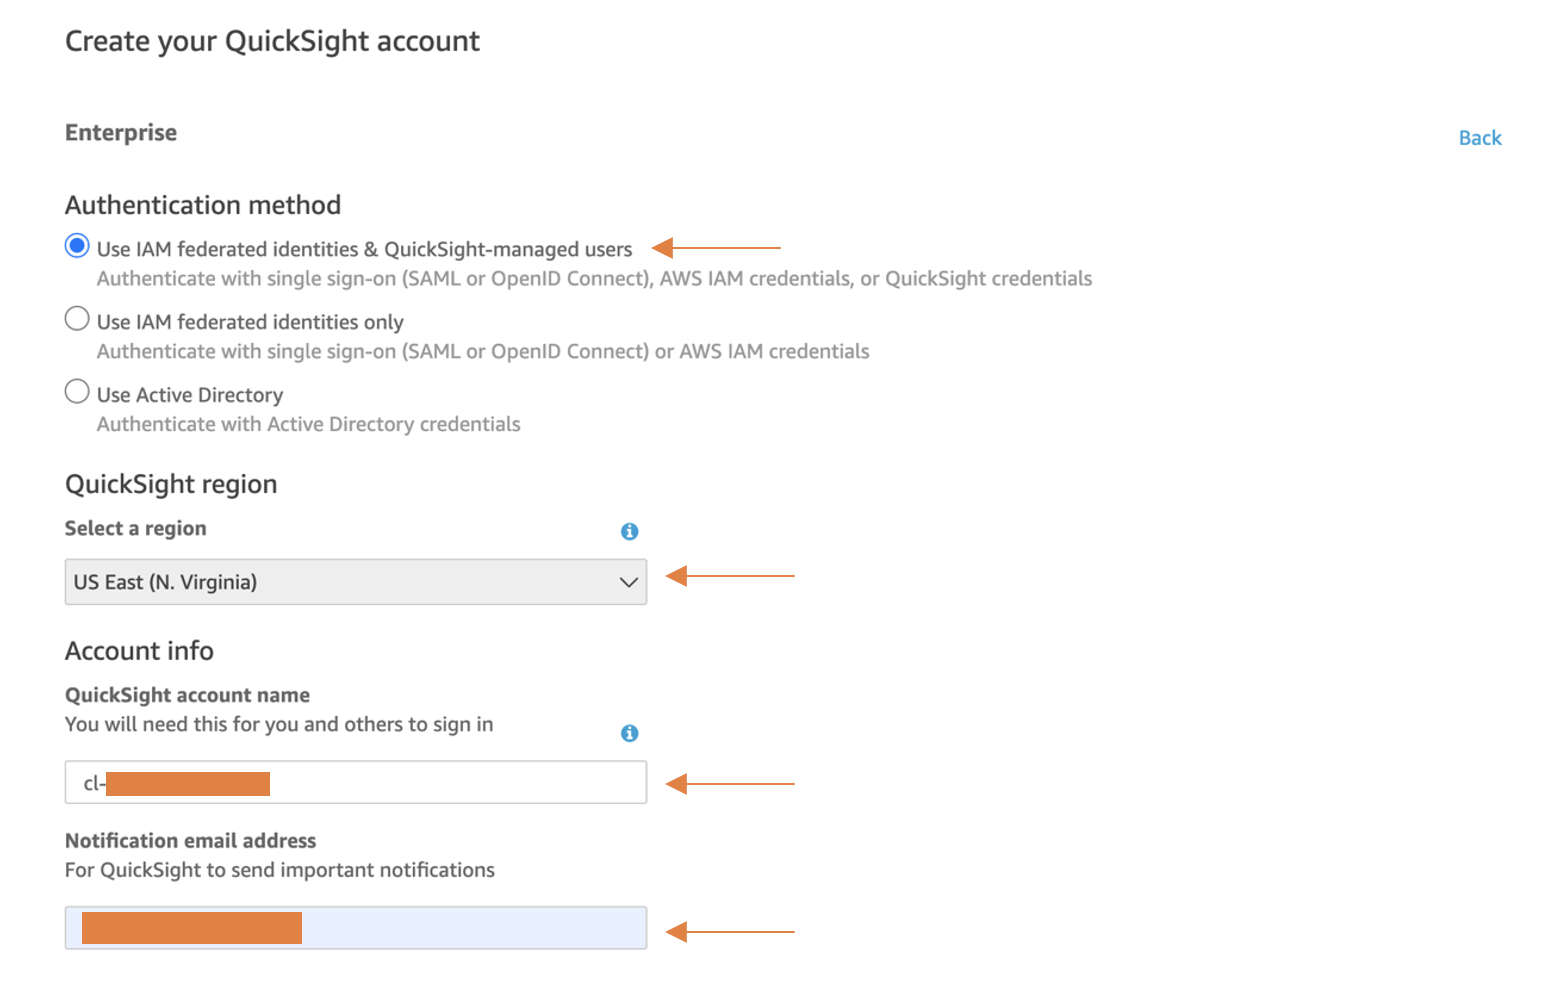 Create your QuickSight account
Enterprise
Back
Authentication method
Use IAM federated identities & QuickSight-managed users
Authenticate with single sign-on (SAML or OpenID Connect), AWS IAM credentials, or QuickSight credentials
Use IAM federated identities only
Authenticate with single sign-on (SAML or OpenID Connect) or AWS IAM credentials
Use Active Directory
Authenticate with Active Directory credentials
QuickSight region
Select a region
US East (N. Virginia)
Account info
QuickSight account name
You will need this for you and others to sign in
cl-
Notification email address
For QuickSight to send important notifications